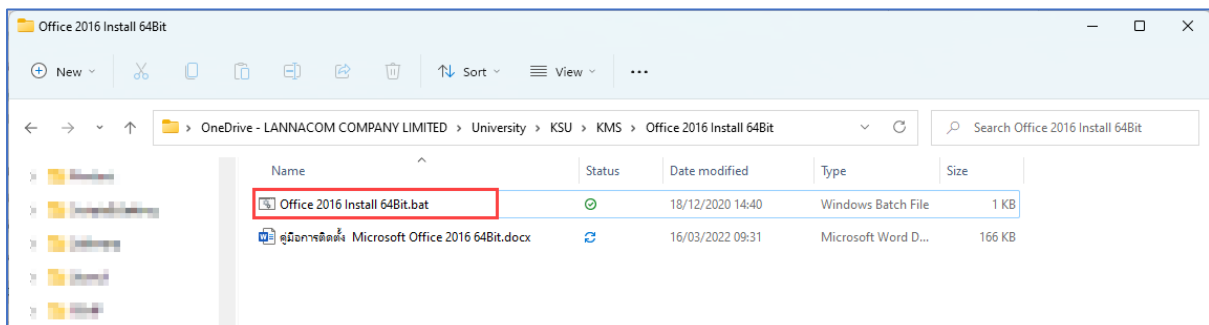 Office 2016 Install 64Bit
New Sort View
OneDrive - LANNACOM COMPANY LIMITED > University > KSU > KMS > Office 2016 Install 64Bit Search Office 2016 Install 64Bit
Name Status Date modified Type Size
Office 2016 Install 64Bit.bat 18/12/2020 14:40 Windows Batch File 1 KB
คู่มือการติดตั้ง Microsoft Office 2016 64Bit.docx 16/03/2022 09:31 Microsoft Word D... 166 KB